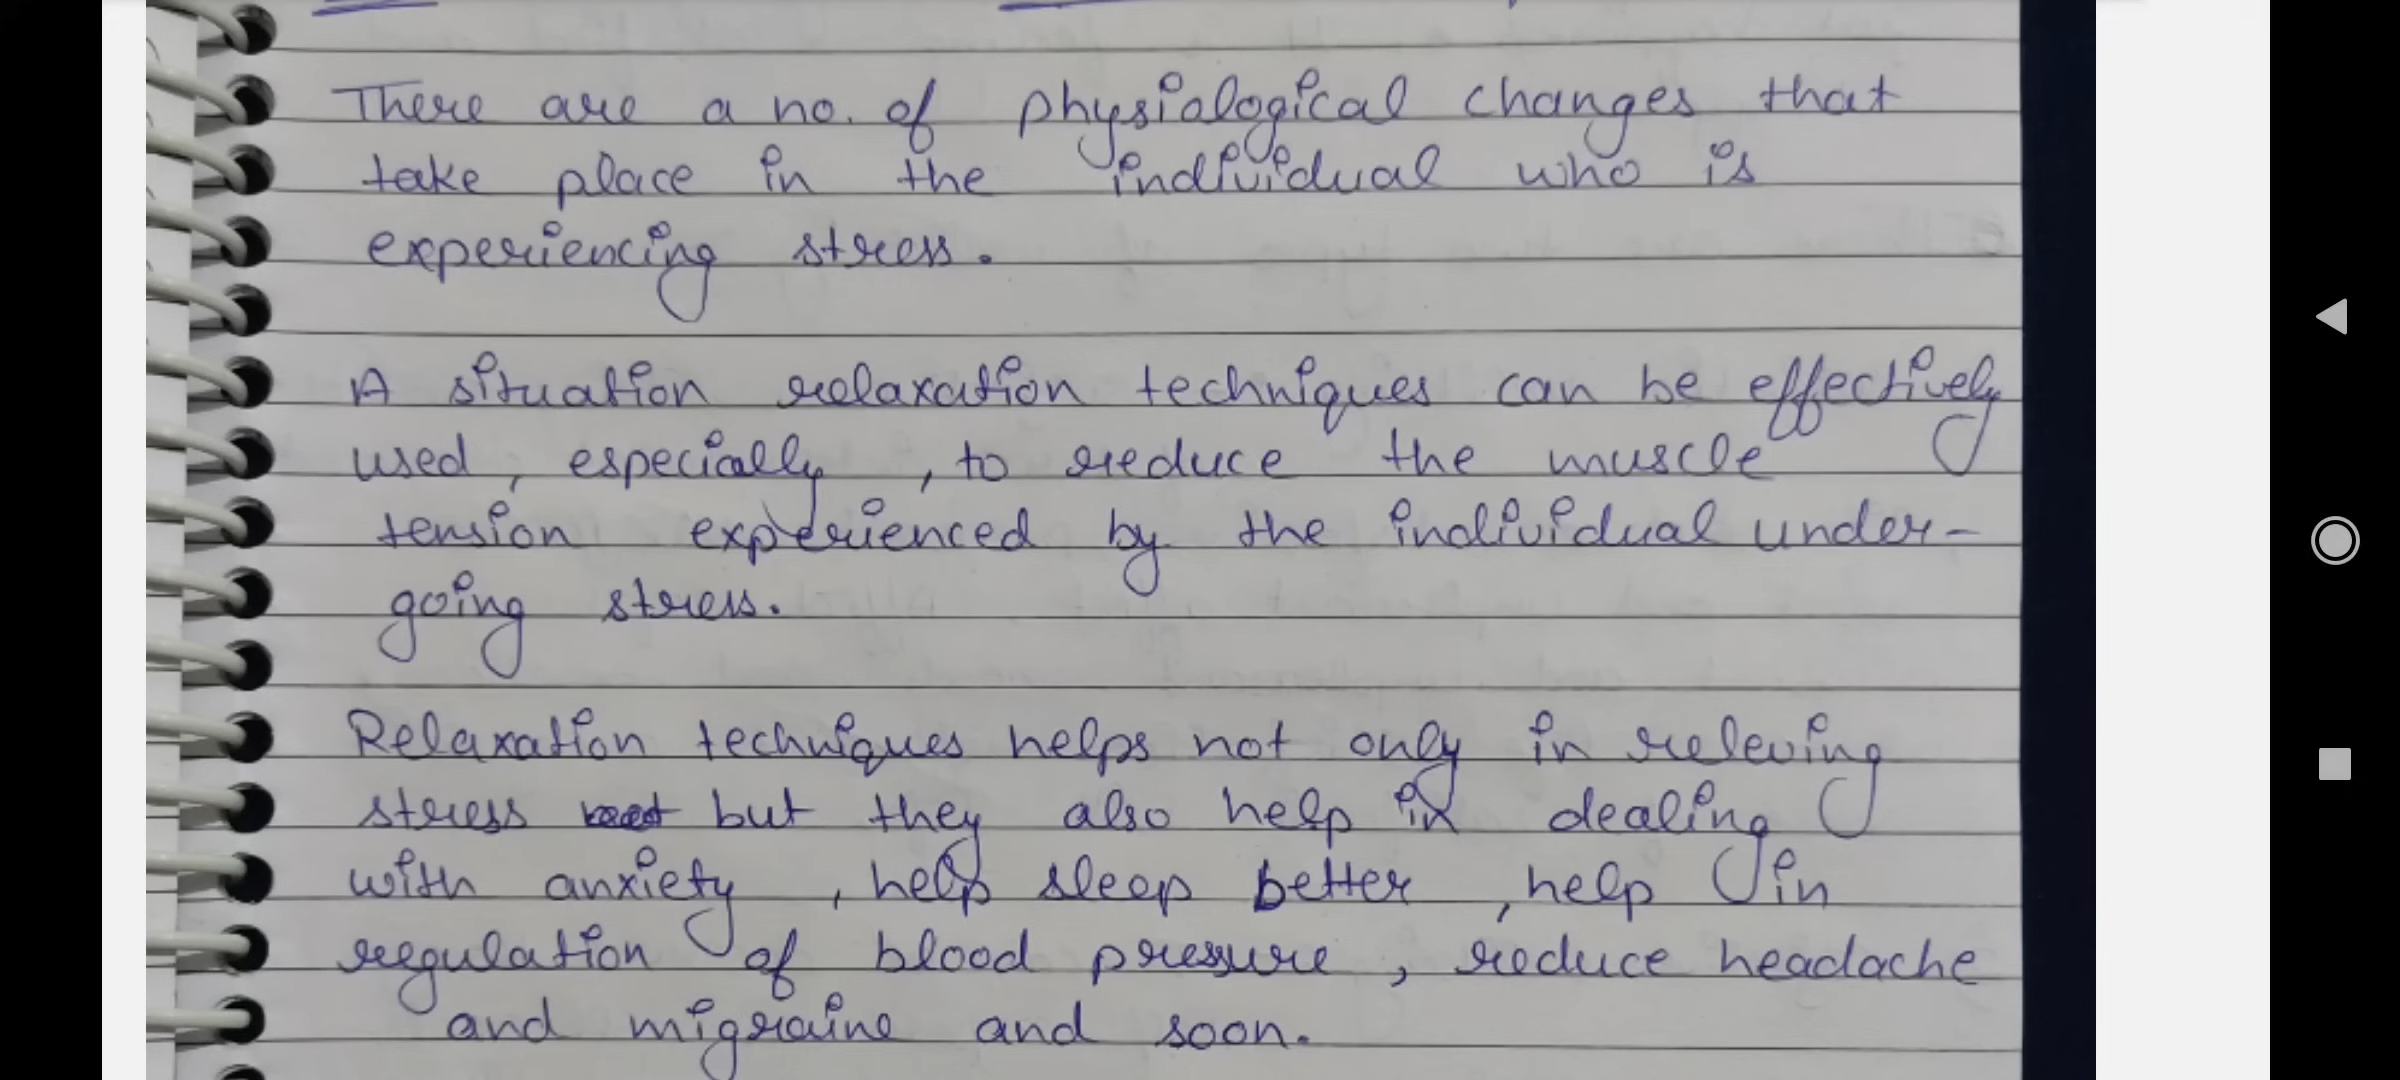 There are a no. of physiological changes that
take place in the individual who is
experiencing stress.
A situation relaxation techniques can be effectively
used, especially, to reduce the muscle
tension experienced by the individual under-
going stress.
Relaxation techniques helps not only in releving
stress but they also help in dealing
with anxiety, help sleep better, help in
regulation of blood pressure, reduce headache
and migraine and soon.